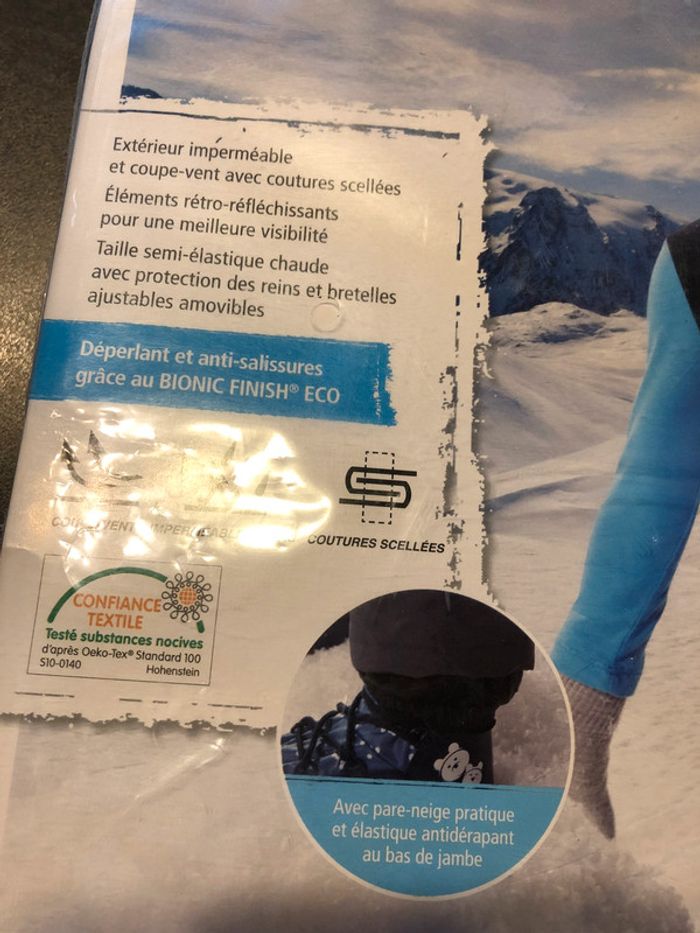 Extérieur imperméable
et coupe-vent avec coutures scellées
Éléments rétro-réfléchissants
pour une meilleure visibilité
Taille semi-élastique chaude
avec protection des reins et bretelles
ajustables amovibles
Déperlant et anti-salissures
grâce au BIONIC FINISH® ECO
COUTURES SCELLÉES
CONFIANCE
TEXTILE
Testé substances nocives
d'après Oeko-Tex® Standard 100
S10-0140 Hohenstein
Avec pare-neige pratique
et élastique antidérapant
au bas de jambe